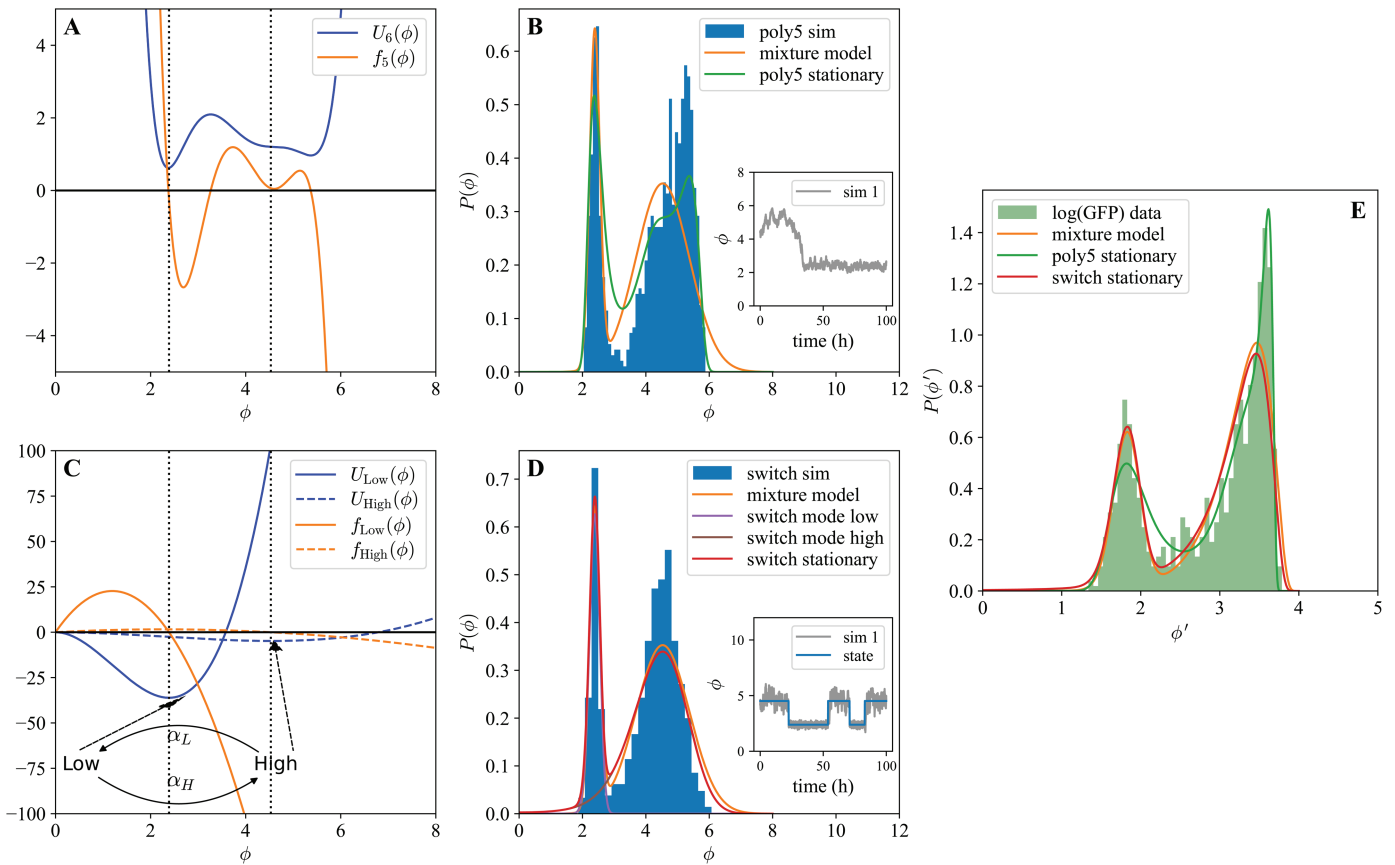 A
U₆(ϕ)
f₅(ϕ)
4
2
0
−2
−4
0
2
4
6
8
ϕ
B
poly5 sim
mixture model
poly5 stationary
P(ϕ)
0.6
0.5
0.4
0.3
0.2
0.1
0.0
0
2
4
6
8
10
12
ϕ
sim 1
ϕ
8
6
4
2
0
0
50
100
time (h)
C
U_Low(ϕ)
U_High(ϕ)
f_Low(ϕ)
f_High(ϕ)
100
75
50
25
0
−25
−50
−75
−100
α_L
Low
High
α_H
0
2
4
6
8
ϕ
D
switch sim
mixture model
switch mode low
switch mode high
switch stationary
P(ϕ)
0.7
0.6
0.5
0.4
0.3
0.2
0.1
0.0
0
2
4
6
8
10
12
ϕ
sim 1
state
ϕ
10
5
0
0
50
100
time (h)
E
log(GFP) data
mixture model
poly5 stationary
switch stationary
P(ϕ′)
1.4
1.2
1.0
0.8
0.6
0.4
0.2
0.0
0
1
2
3
4
5
ϕ′